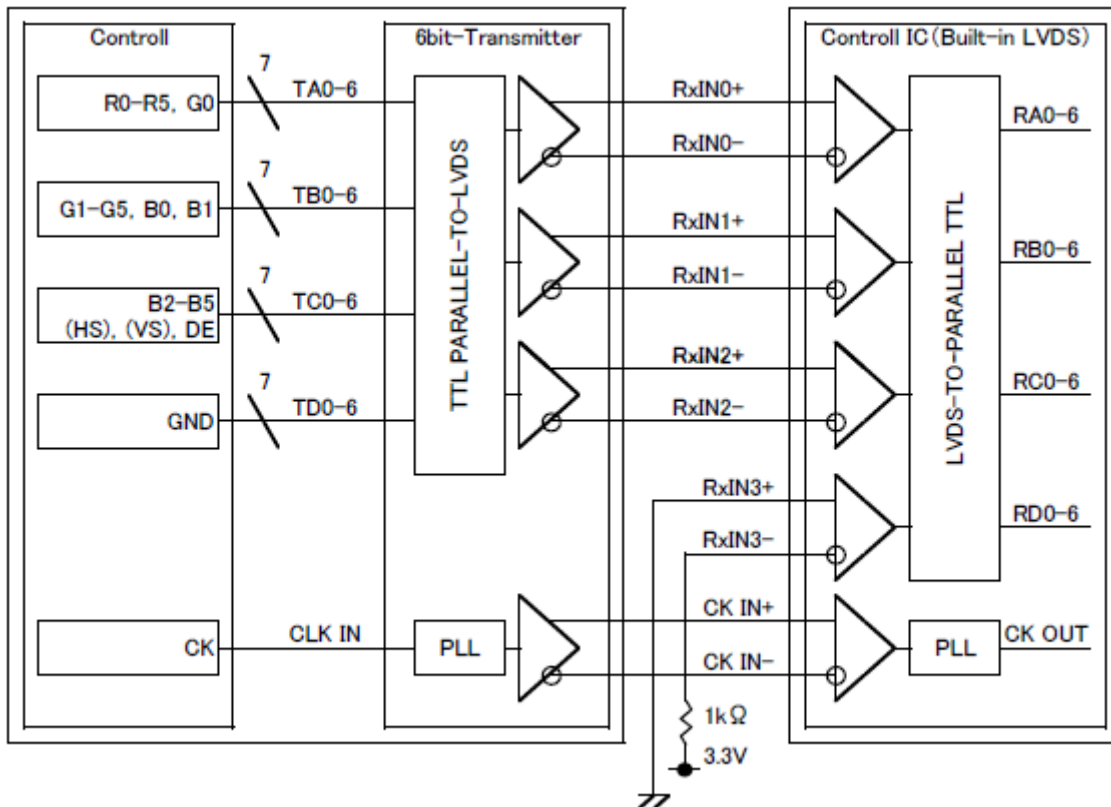 Controll
6bit-Transmitter
Controll IC(Built-in LVDS)
R0-R5, G0
7
TA0-6
RxIN0+
RxIN0-
RA0-6
G1-G5, B0, B1
7
TB0-6
RxIN1+
RxIN1-
RB0-6
B2-B5
(HS), (VS), DE
7
TC0-6
RxIN2+
RxIN2-
RC0-6
GND
7
TD0-6
RxIN3+
RxIN3-
RD0-6
TTL PARALLEL-TO-LVDS
LVDS-TO-PARALLEL TTL
CK
CLK IN
PLL
CK IN+
CK IN-
PLL
CK OUT
1kΩ
3.3V